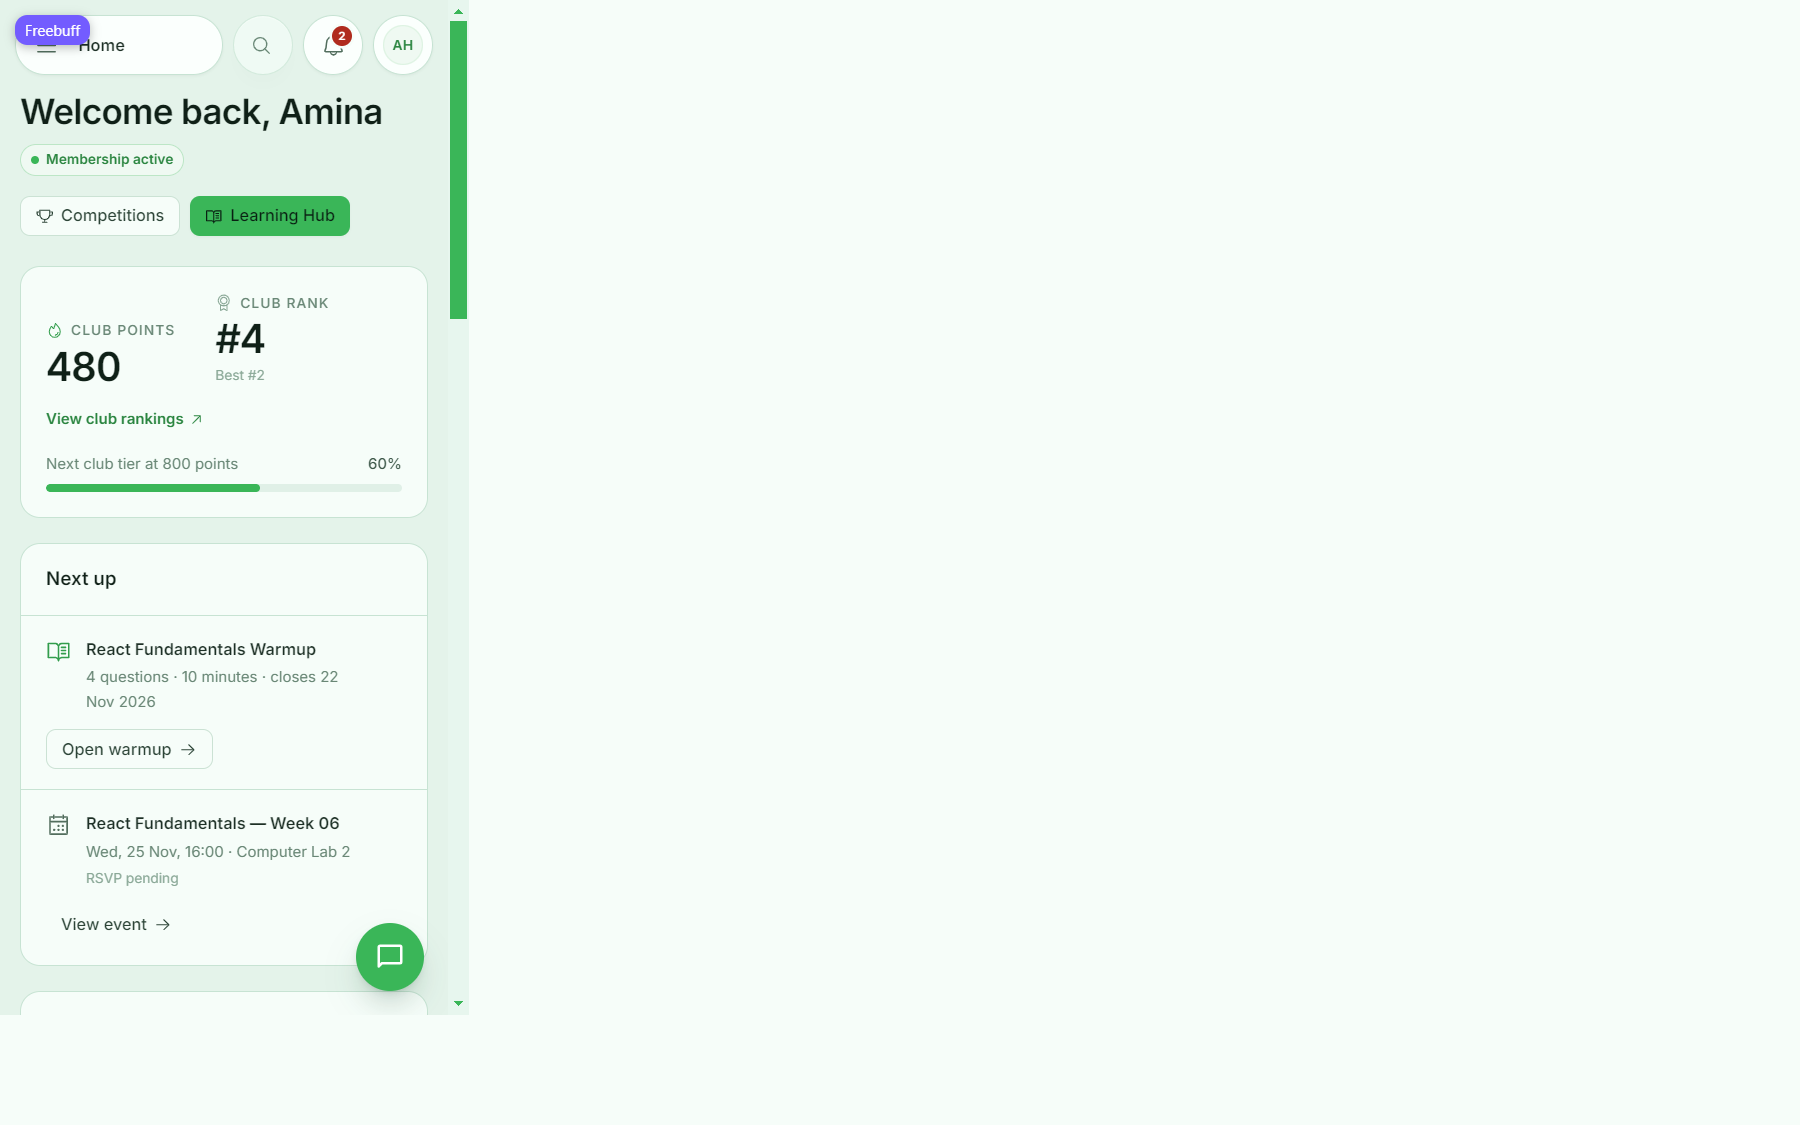 Freebuff
Home
2
AH
Welcome back, Amina
Membership active
Competitions
Learning Hub
CLUB RANK
#4
Best #2
CLUB POINTS
480
View club rankings
Next club tier at 800 points
60%
Next up
React Fundamentals Warmup
4 questions · 10 minutes · closes 22
Nov 2026
Open warmup
React Fundamentals — Week 06
Wed, 25 Nov, 16:00 · Computer Lab 2
RSVP pending
View event